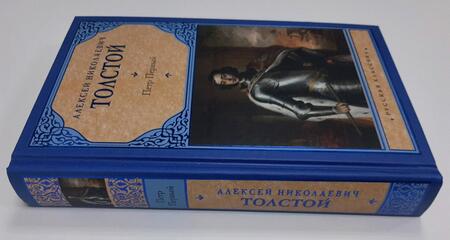 АЛЕКСЕЙ НИКОЛАЕВИЧ
ТОЛСТОЙ
Петр Первый
РУССКАЯ КЛАССИКА
Петр
Первый
АЛЕКСЕЙ НИКОЛАЕВИЧ
ТОЛСТОЙ